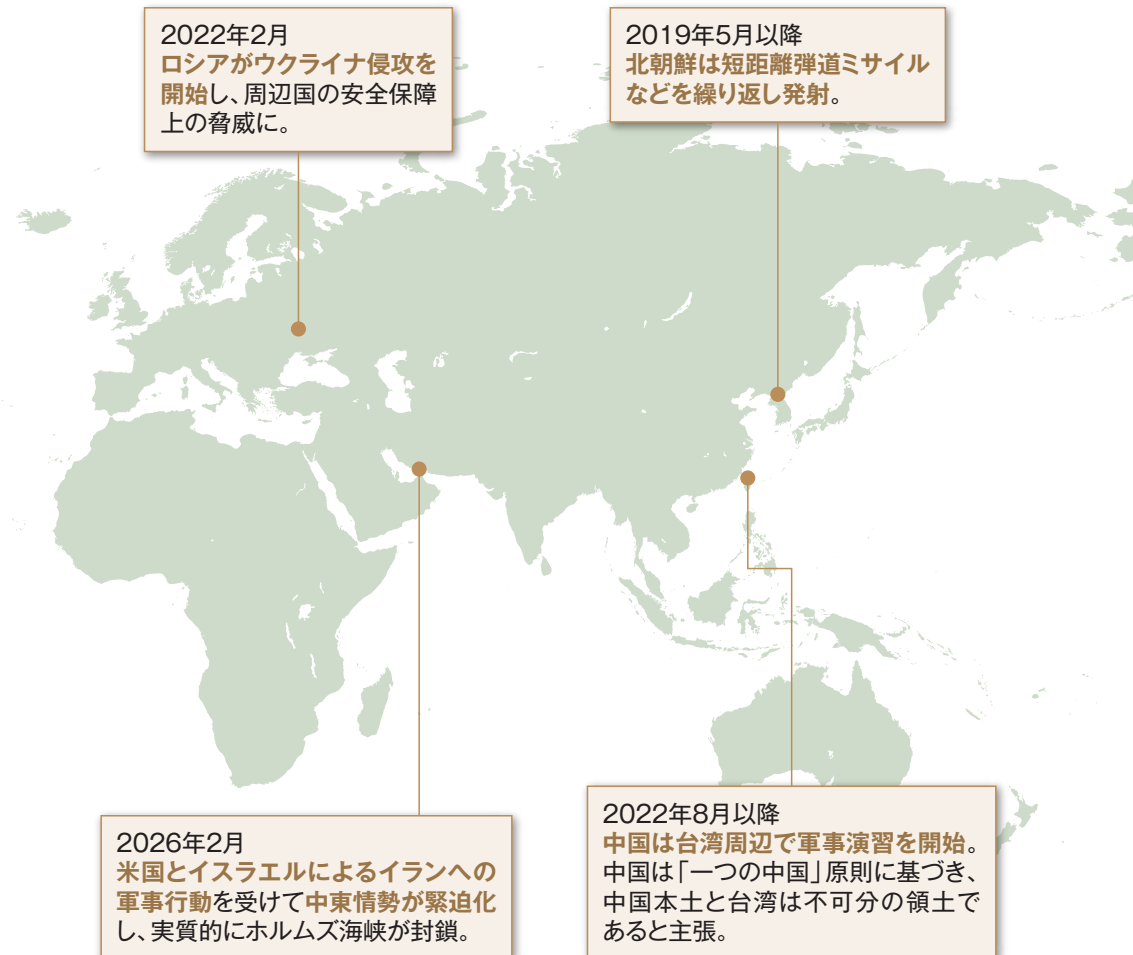 2022年2月
ロシアがウクライナ侵攻を
開始し、周辺国の安全保障
上の脅威に。
2019年5月以降
北朝鮮は短距離弾道ミサイル
などを繰り返し発射。
2026年2月
米国とイスラエルによるイランへの
軍事行動を受けて中東情勢が緊迫化
し、実質的にホルムズ海峡が封鎖。
2022年8月以降
中国は台湾周辺で軍事演習を開始。
中国は「一つの中国」原則に基づき、
中国本土と台湾は不可分の領土で
あると主張。